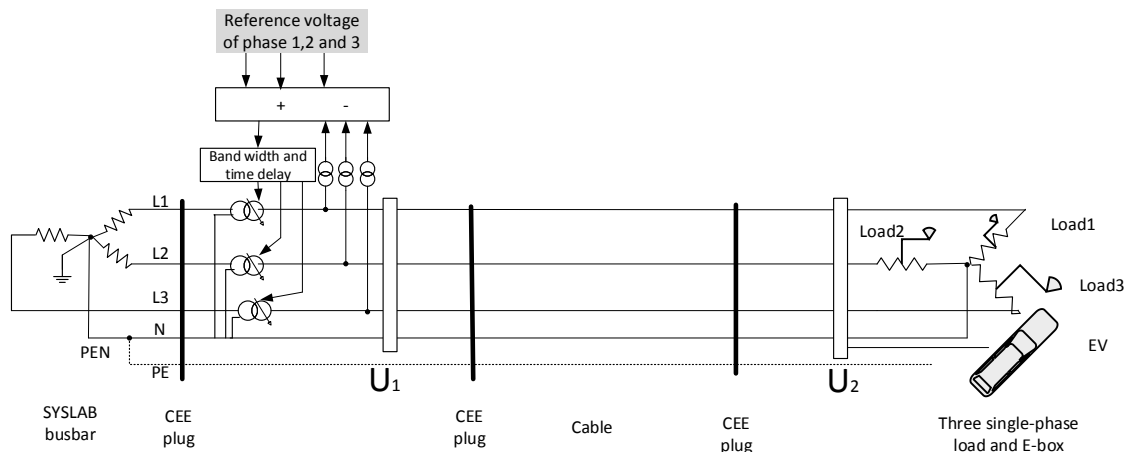 Reference voltage
of phase 1,2 and 3
+ -
Band width and
time delay
L1
L2
L3
N
PEN
PE
Load2
Load1
Load3
EV
U1
U2
SYSLAB
busbar
CEE
plug
CEE
plug
Cable
CEE
plug
Three single-phase
load and E-box